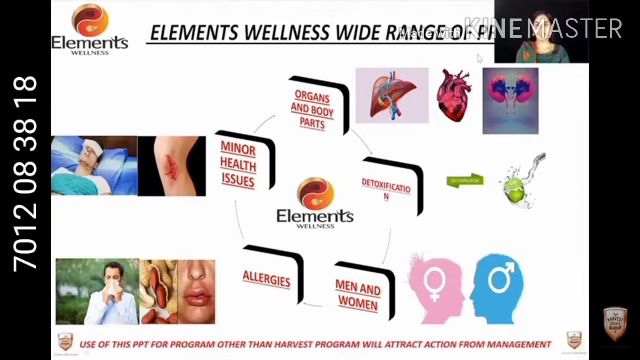 Elements
WELLNESS
ELEMENTS WELLNESS WIDE RANGE OF
Made with KINEMASTER
7012 08 38 18
ORGANS
AND BODY
PARTS
MINOR
HEALTH
ISSUES
DETOXIFICATIO
N
Elements
WELLNESS
ALLERGIES
MEN AND
WOMEN
USE OF THIS PPT FOR PROGRAM OTHER THAN HARVEST PROGRAM WILL ATTRACT ACTION FROM MANAGEMENT